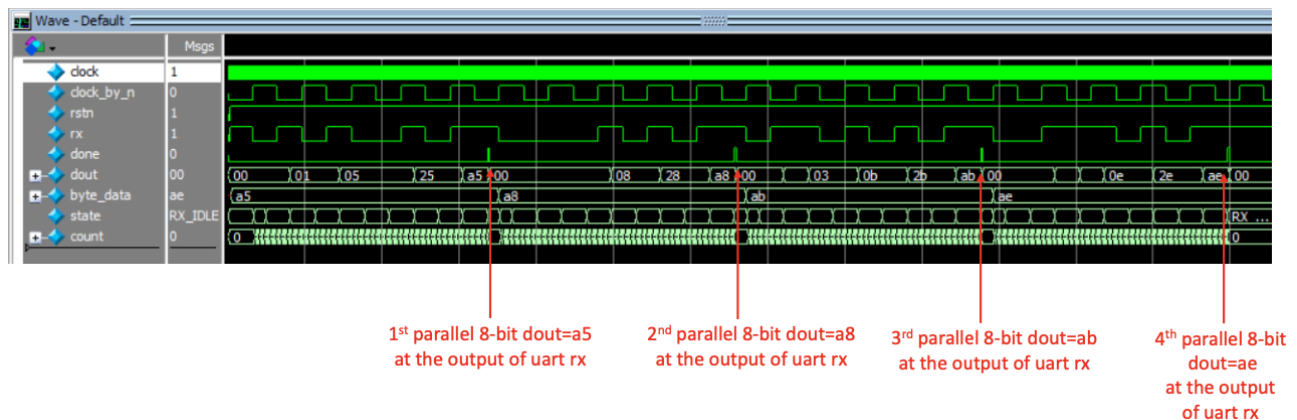 Wave - Default
Msgs
clock 1
clock_by_n 0
rstn 1
rx 1
done 0
dout 00 00 01 05 25 a5 00 08 28 a8 00 03 0b 2b ab 00 0e 2e ae 00
byte_data ae a5 a8 ab ae
state RX_IDLE RX ...
count 0 0 0
1st parallel 8-bit dout=a5
at the output of uart rx
2nd parallel 8-bit dout=a8
at the output of uart rx
3rd parallel 8-bit dout=ab
at the output of uart rx
4th parallel 8-bit
dout=ae
at the output
of uart rx